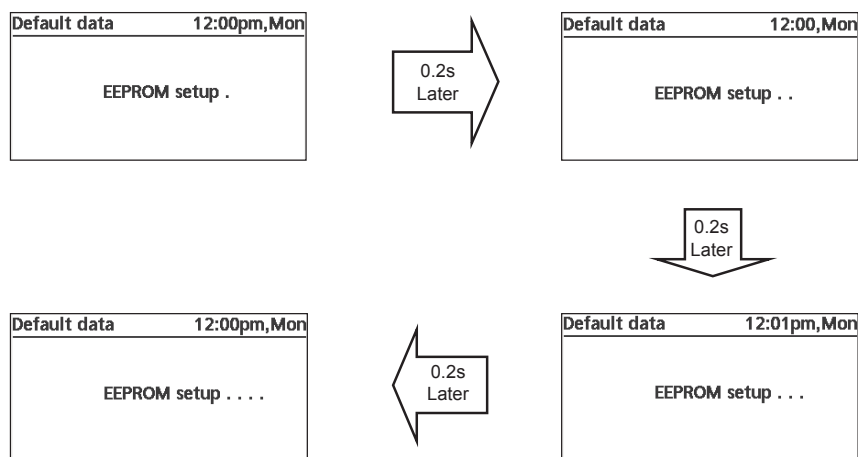 Default data 12:00pm,Mon
EEPROM setup .
0.2s
Later
Default data 12:00,Mon
EEPROM setup . .
0.2s
Later
Default data 12:01pm,Mon
EEPROM setup . . .
0.2s
Later
Default data 12:00pm,Mon
EEPROM setup . . . .